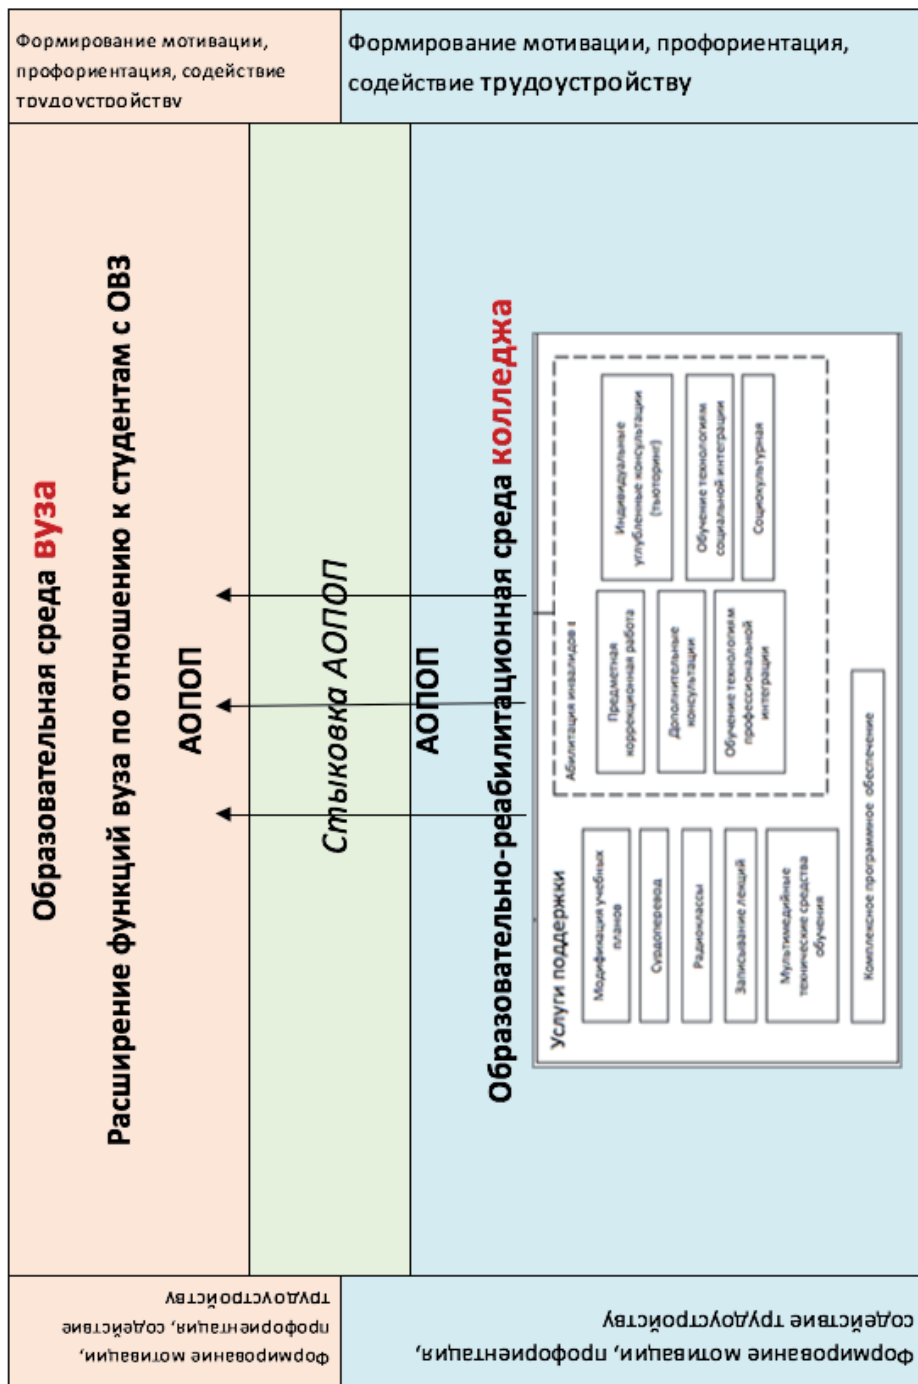 Формирование мотивации,
профориентация, содействие
трудоустройству
Формирование мотивации, профориентация,
содействие трудоустройству
Образовательная среда вуза
Расширение функций вуза по отношению к студентам с ОВЗ
АОПОП
Стыковка АОПОП
АОПОП
Образовательно-реабилитационная среда колледжа
Услуги поддержки
Модификация учебных
планов
Сурдоперевод
Радиоклассы
Записывание лекций
Мультимедийные
технические средства
обучения
Комплексное программное обеспечение
Абилитация инвалидов в
Предметная
коррекционная работа
Дополнительные
консультации
Обучение технологиям
профессиональной
интеграции
Индивидуальные
углубленные консультации
(тьюторинг)
Обучение технологиям
социальной интеграции
Социокультурная
Формирование мотивации,
профориентация, содействие
трудоустройству
Формирование мотивации, профориентация,
содействие трудоустройству